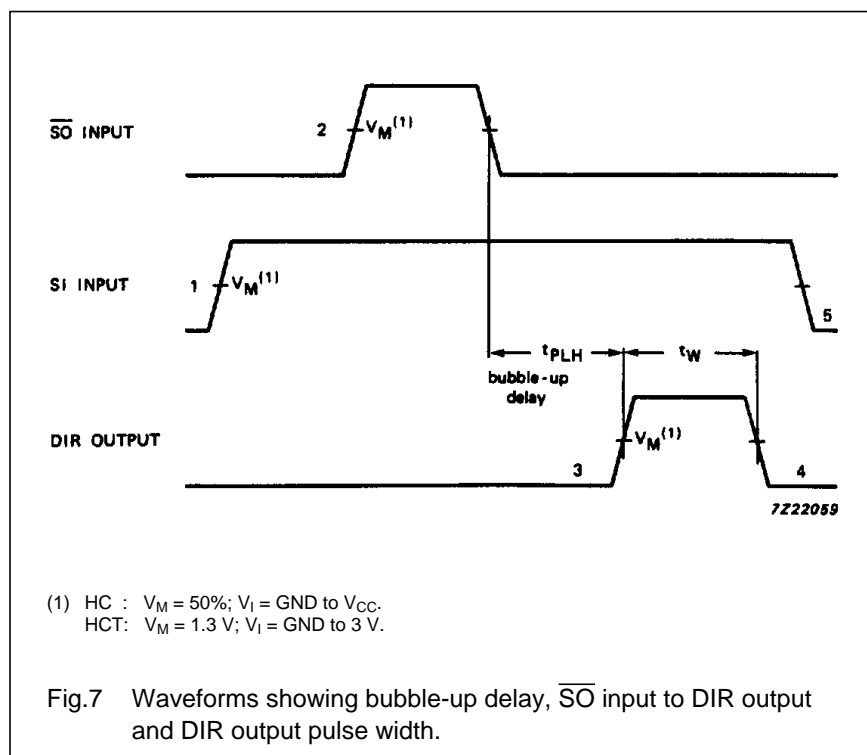 S̅O̅ INPUT
2
V_M(1)
SI INPUT
1
V_M(1)
5
t_PLH
t_W
bubble-up
delay
DIR OUTPUT
V_M(1)
3
4
7Z22059
(1) HC : V_M = 50%; V_I = GND to V_CC.
HCT: V_M = 1.3 V; V_I = GND to 3 V.
Fig.7 Waveforms showing bubble-up delay, S̅O̅ input to DIR output
and DIR output pulse width.